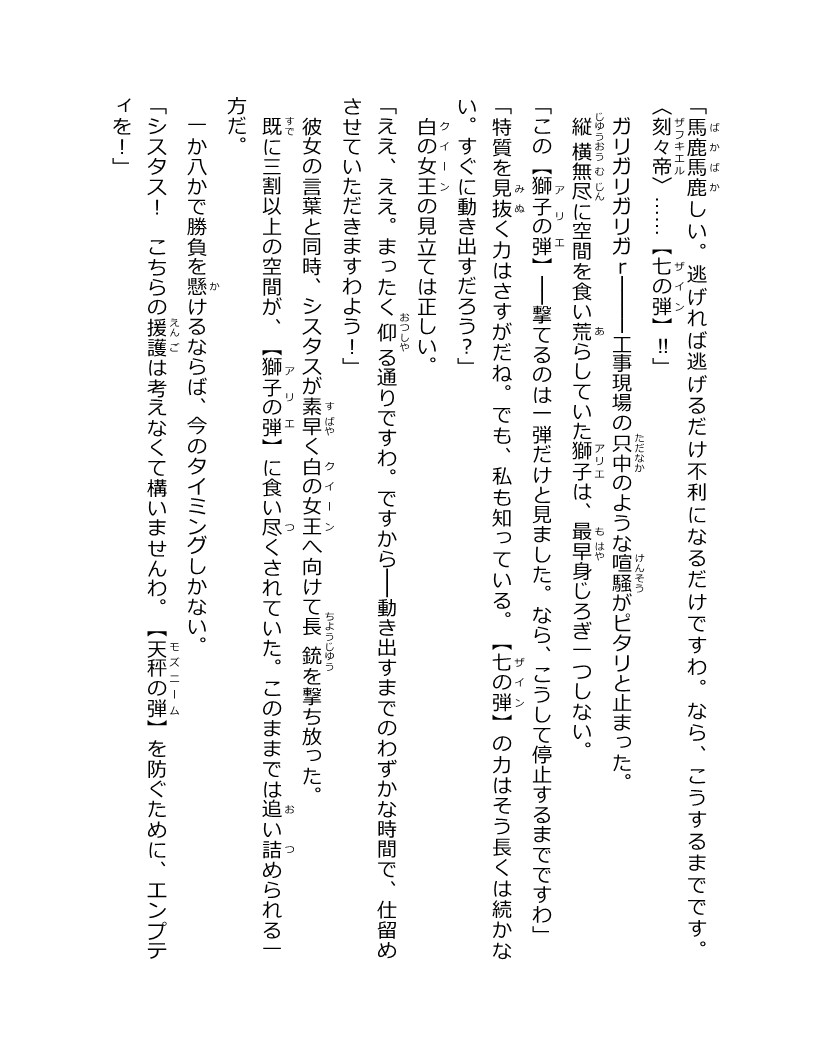 「馬鹿馬鹿しい。逃げれば逃げるだけ不利になるだけですわ。なら、こうするまでです。
〈刻々帝〉……【七の弾】‼」
ガリガリガリガｒ――――工事現場の只中のような喧騒がピタリと止まった。
縦横無尽に空間を食い荒らしていた獅子は、最早身じろぎ一つしない。
「この【獅子の弾】――撃てるのは一弾だけと見ました。なら、こうして停止するまでですわ」
「特質を見抜く力はさすがだね。でも、私も知っている。【七の弾】の力はそう長くは続かな
い。すぐに動き出すだろう？」
白の女王の見立ては正しい。
「ええ、ええ。まったく仰る通りですわ。ですから――動き出すまでのわずかな時間で、仕留め
させていただきますわよう！」
彼女の言葉と同時、シスタスが素早く白の女王へ向けて長銃を撃ち放った。
既に三割以上の空間が、【獅子の弾】に食い尽くされていた。このままでは追い詰められる一
方だ。
一か八かで勝負を懸けるならば、今のタイミングしかない。
「シスタス！　こちらの援護は考えなくて構いませんわ。【天秤の弾】を防ぐために、エンプテ
ィを！」